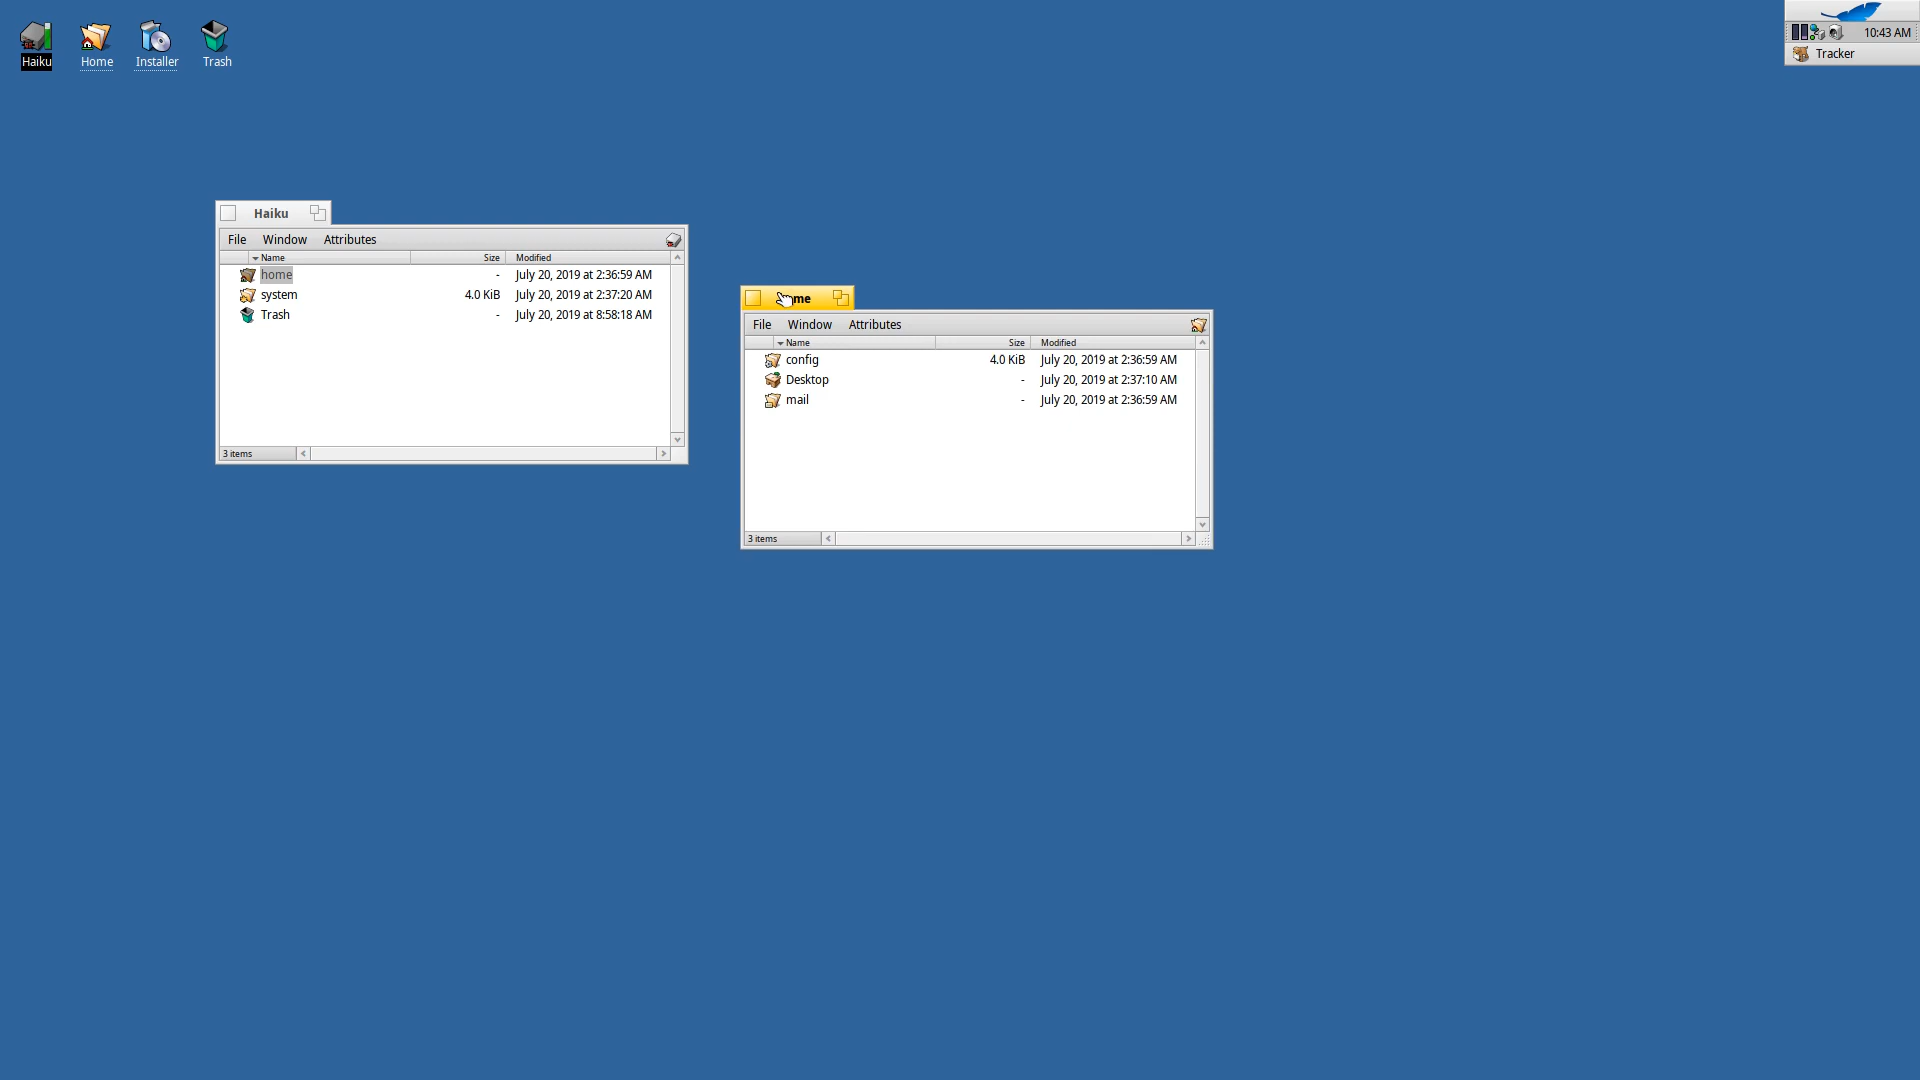 Haiku
Home
Installer
Trash
10:43 AM
Tracker
Haiku
File Window Attributes
Name Size Modified
home - July 20, 2019 at 2:36:59 AM
system 4.0 KiB July 20, 2019 at 2:37:20 AM
Trash - July 20, 2019 at 8:58:18 AM
3 items
me
File Window Attributes
Name Size Modified
config 4.0 KiB July 20, 2019 at 2:36:59 AM
Desktop - July 20, 2019 at 2:37:10 AM
mail - July 20, 2019 at 2:36:59 AM
3 items